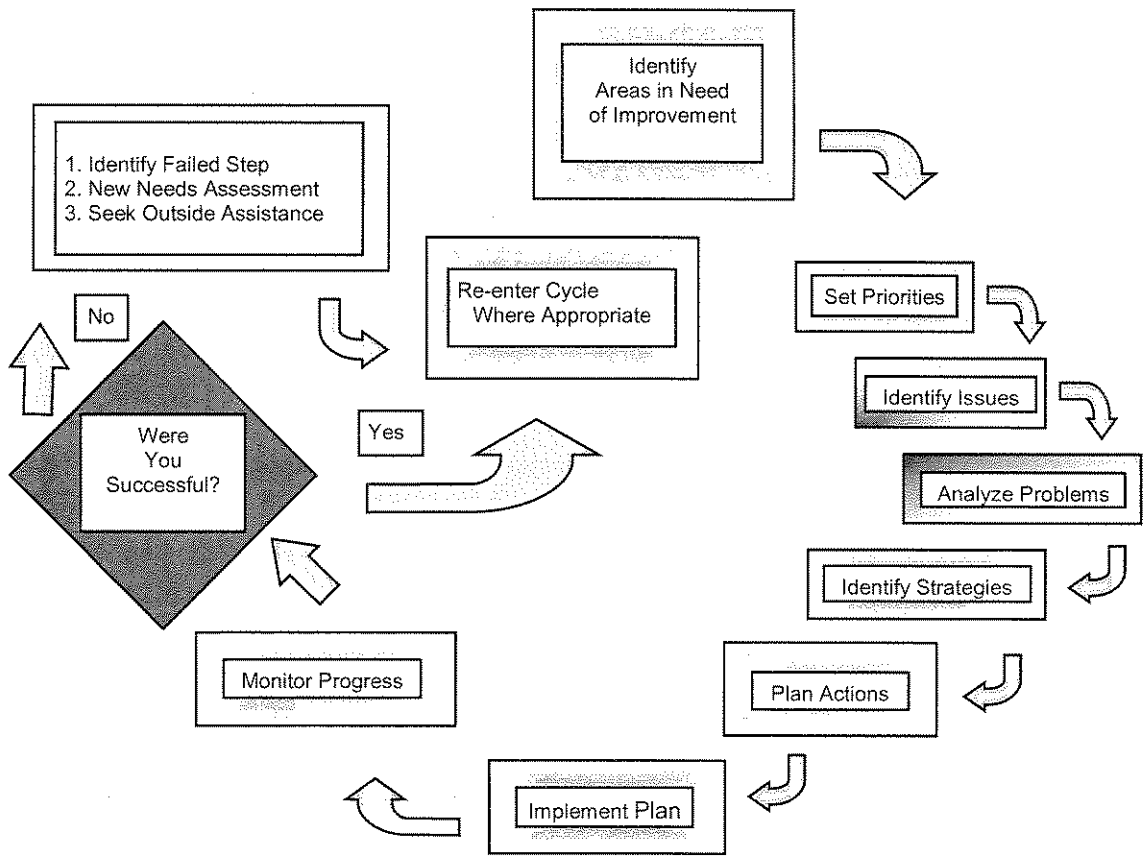 Identify
Areas in Need
of Improvement
Set Priorities
Identify Issues
Analyze Problems
Identify Strategies
Plan Actions
Implement Plan
Monitor Progress
Were
You
Successful?
No
1. Identify Failed Step
2. New Needs Assessment
3. Seek Outside Assistance
Yes
Re-enter Cycle
Where Appropriate